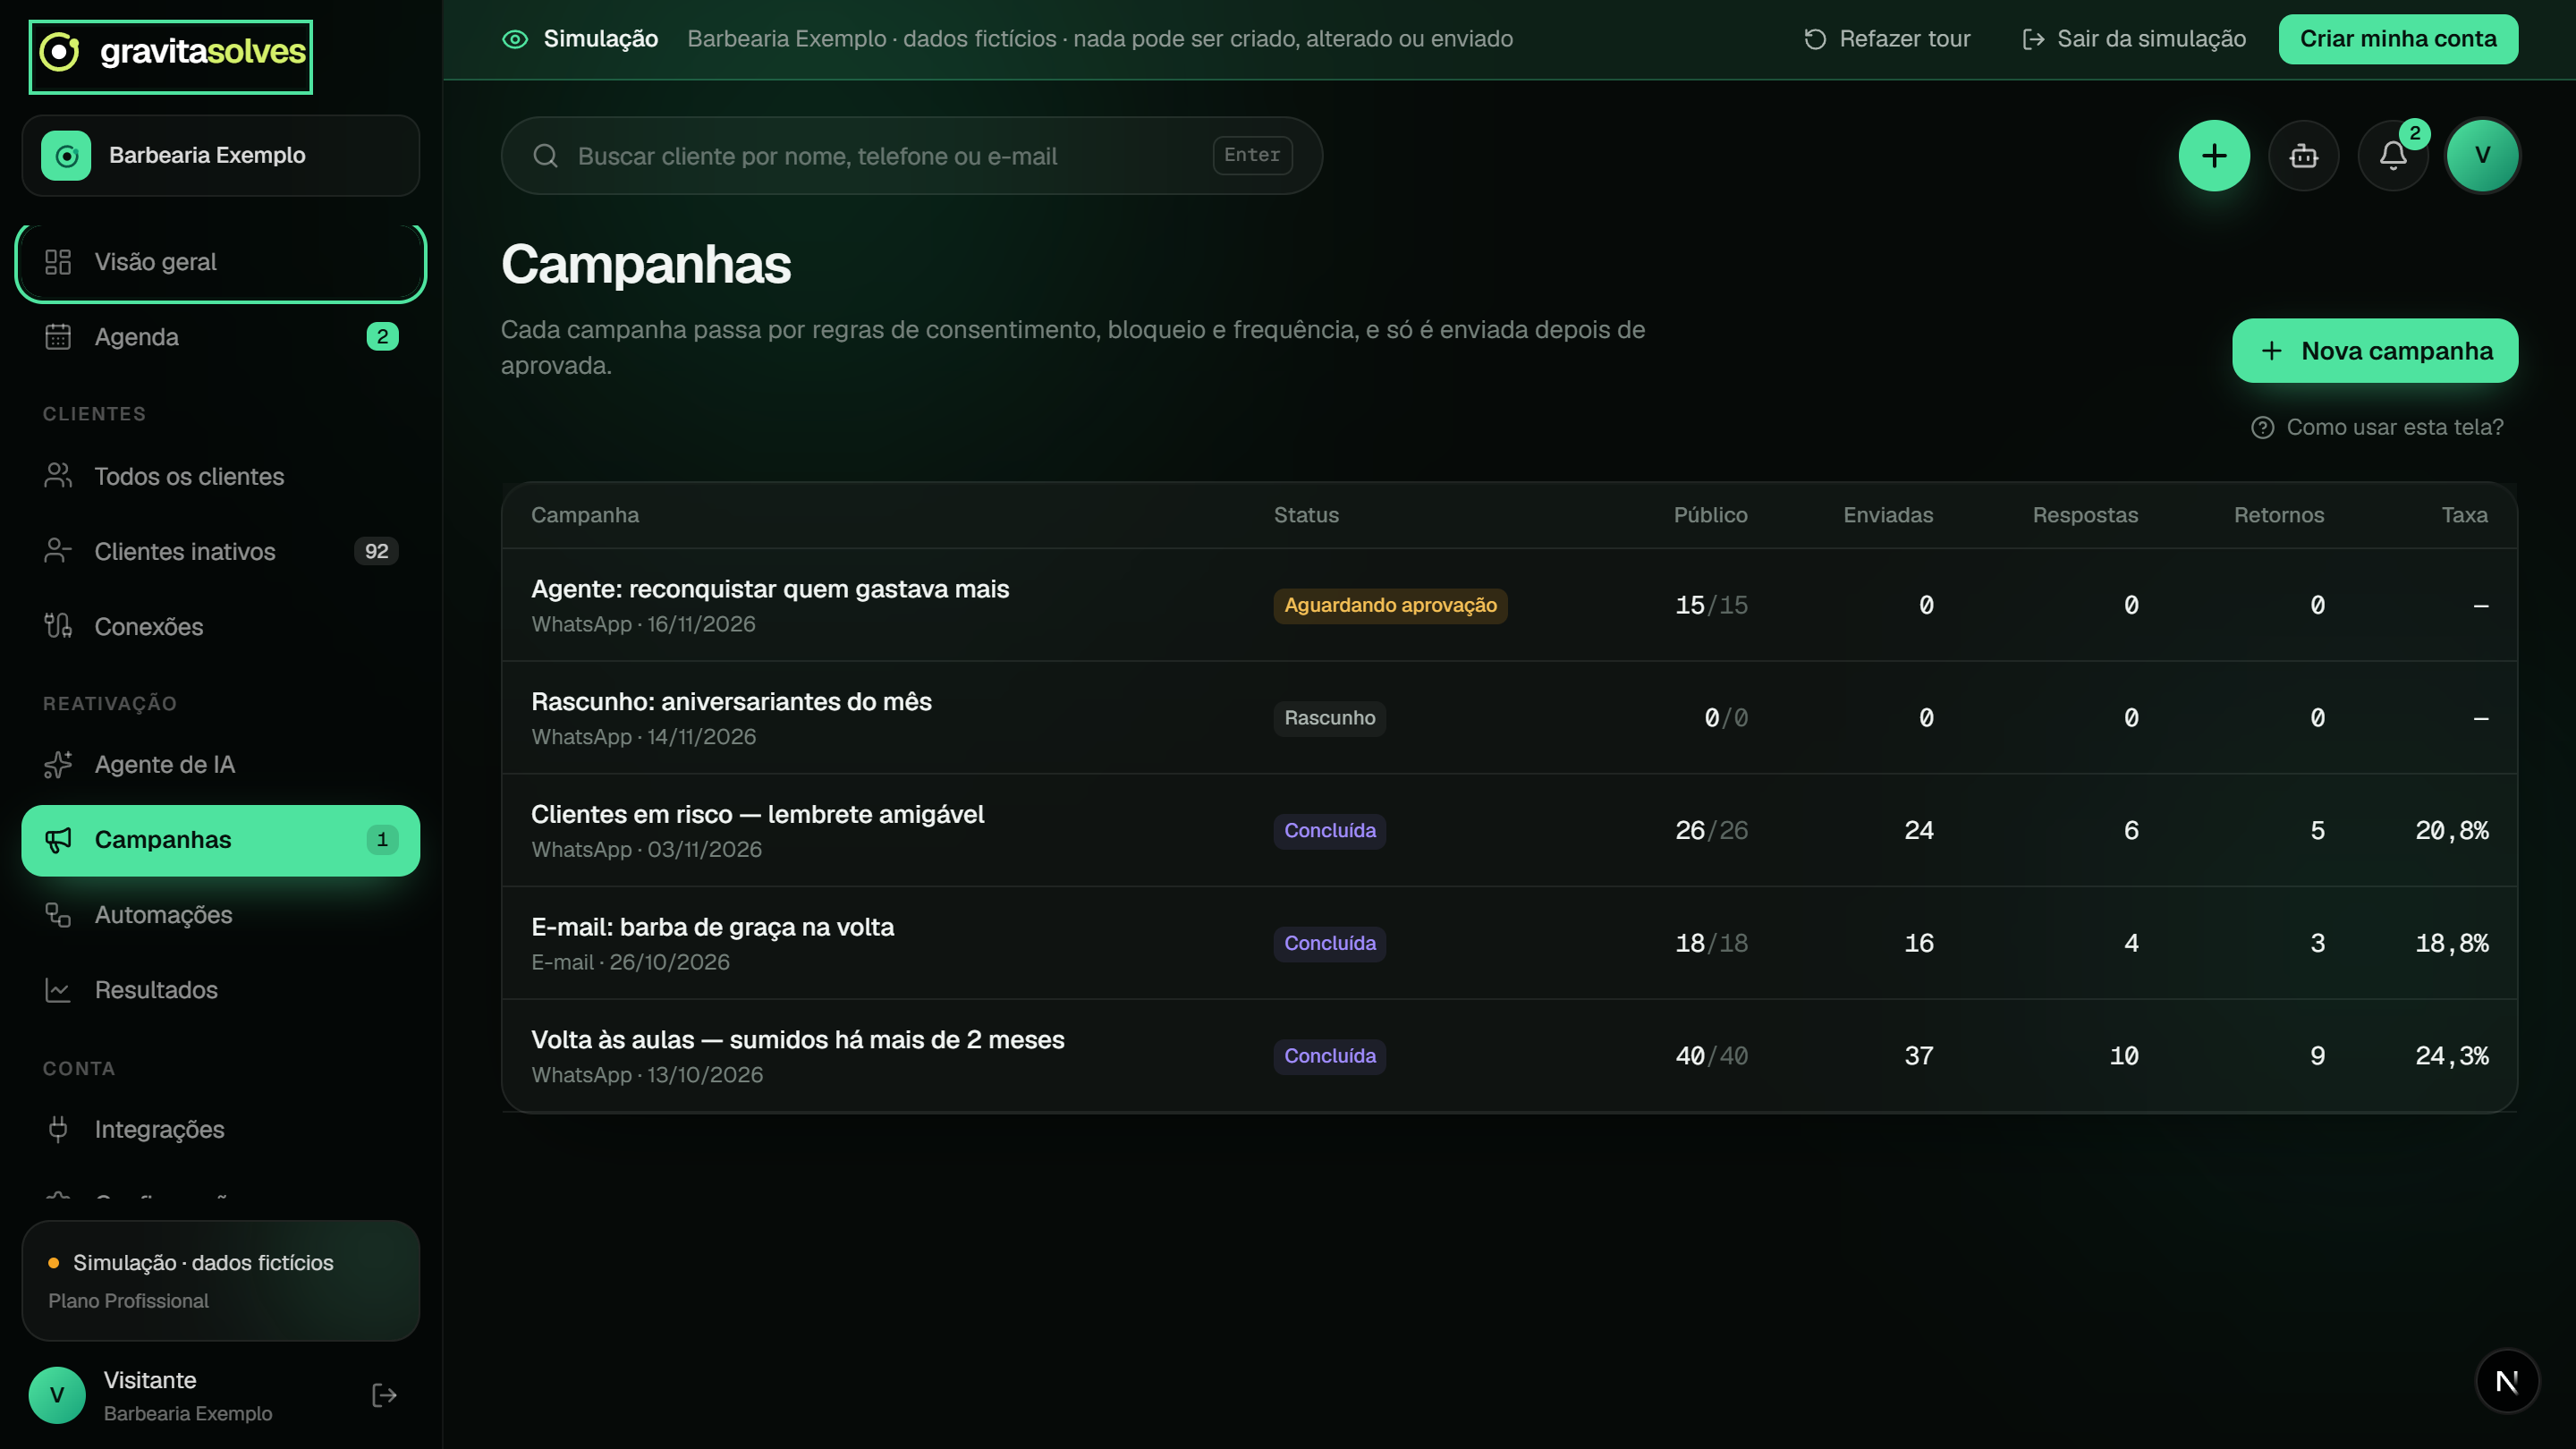 gravitasolves
Barbearia Exemplo
Visão geral
Agenda 2
CLIENTES
Todos os clientes
Clientes inativos 92
Conexões
REATIVAÇÃO
Agente de IA
Campanhas 1
Automações
Resultados
CONTA
Integrações
Simulação · dados fictícios
Plano Profissional
V
Visitante
Barbearia Exemplo
Simulação Barbearia Exemplo · dados fictícios · nada pode ser criado, alterado ou enviado
Refazer tour
Sair da simulação
Criar minha conta
Buscar cliente por nome, telefone ou e-mail Enter
2
V
Campanhas
Cada campanha passa por regras de consentimento, bloqueio e frequência, e só é enviada depois de
aprovada.
Nova campanha
Como usar esta tela?
Campanha Status Público Enviadas Respostas Retornos Taxa
Agente: reconquistar quem gastava mais
WhatsApp · 16/11/2026
Aguardando aprovação 15/15 0 0 0 —
Rascunho: aniversariantes do mês
WhatsApp · 14/11/2026
Rascunho 0/0 0 0 0 —
Clientes em risco — lembrete amigável
WhatsApp · 03/11/2026
Concluída 26/26 24 6 5 20,8%
E-mail: barba de graça na volta
E-mail · 26/10/2026
Concluída 18/18 16 4 3 18,8%
Volta às aulas — sumidos há mais de 2 meses
WhatsApp · 13/10/2026
Concluída 40/40 37 10 9 24,3%
N